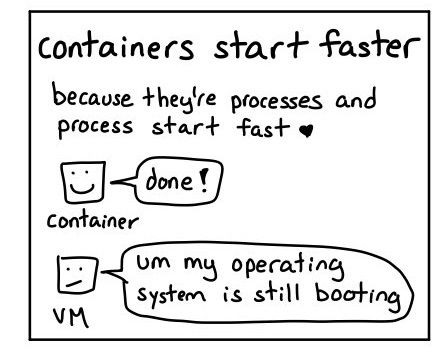 containers start faster
because they're processes and
process start fast ♥
done!
container
um my operating
system is still booting
VM